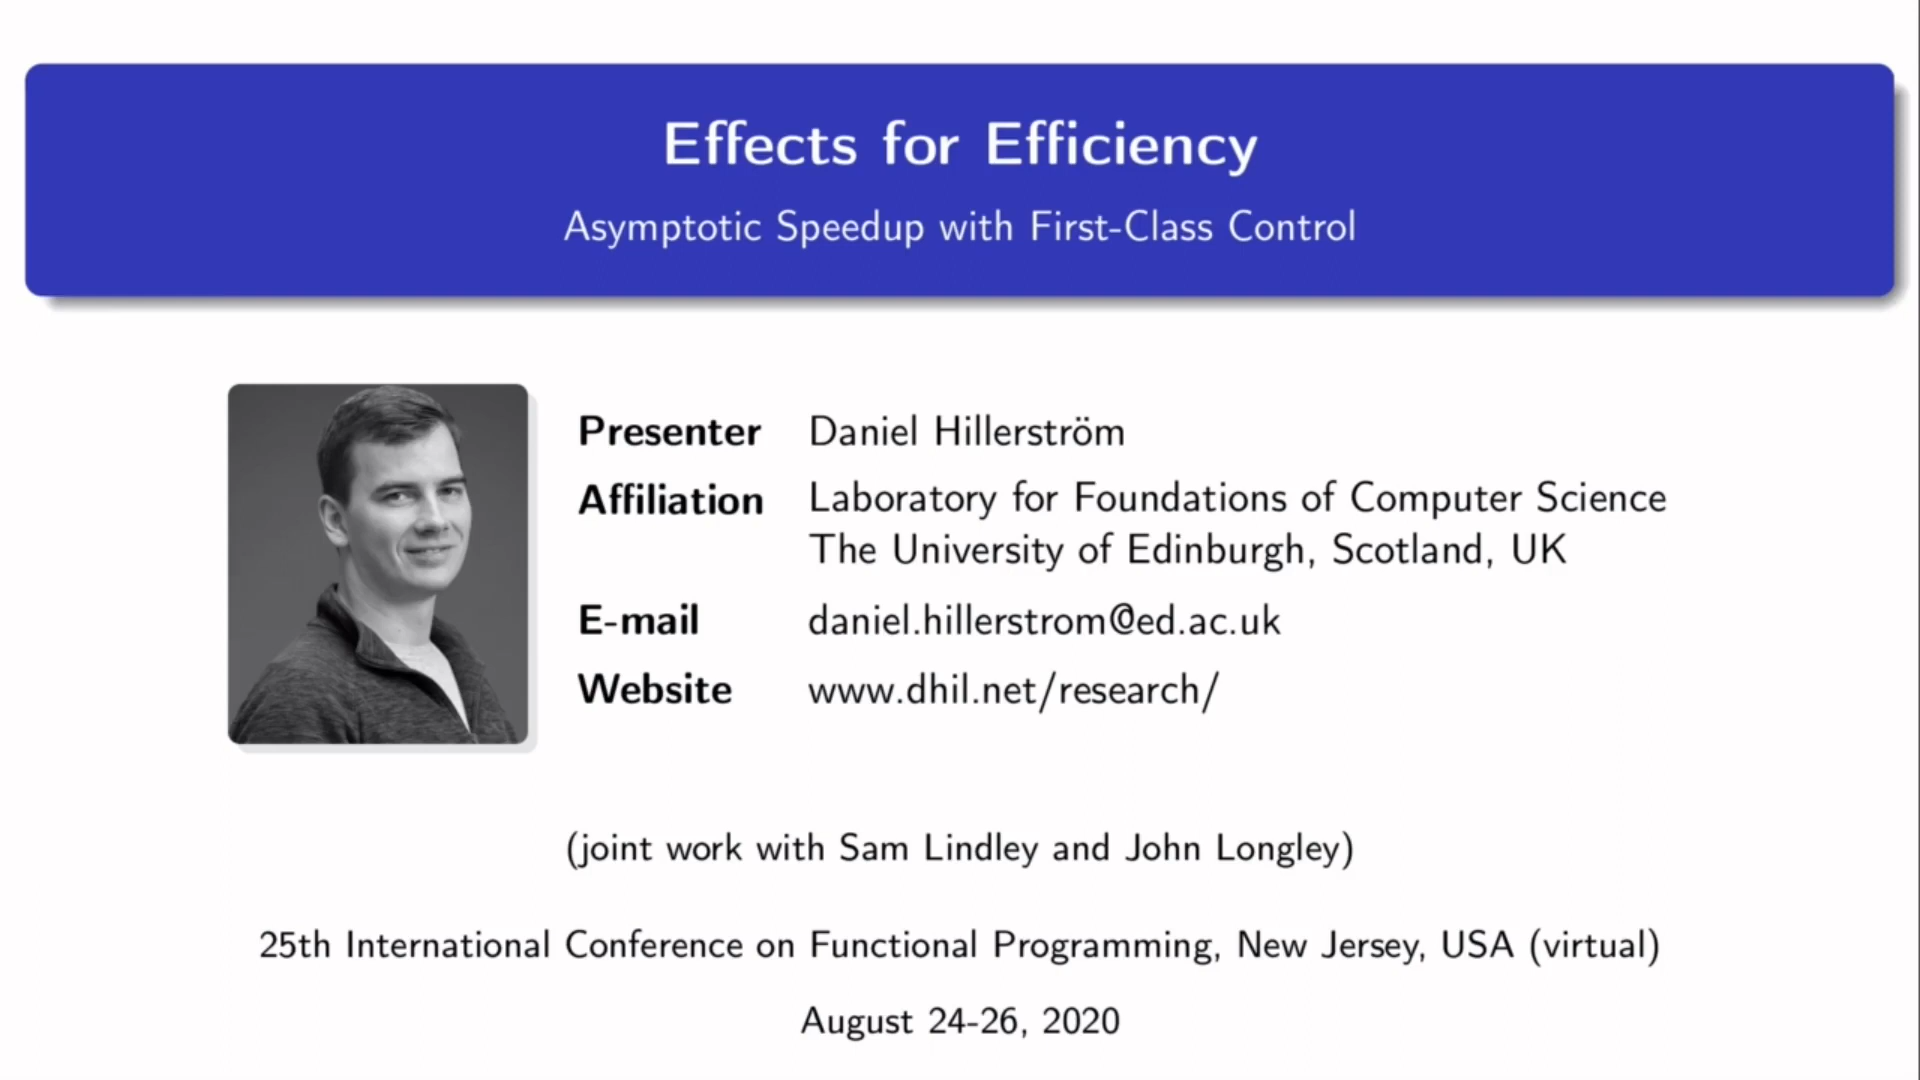 Effects for Efficiency
Asymptotic Speedup with First-Class Control
Presenter Daniel Hillerström
Affiliation Laboratory for Foundations of Computer Science
The University of Edinburgh, Scotland, UK
E-mail daniel.hillerstrom@ed.ac.uk
Website www.dhil.net/research/
(joint work with Sam Lindley and John Longley)
25th International Conference on Functional Programming, New Jersey, USA (virtual)
August 24-26, 2020